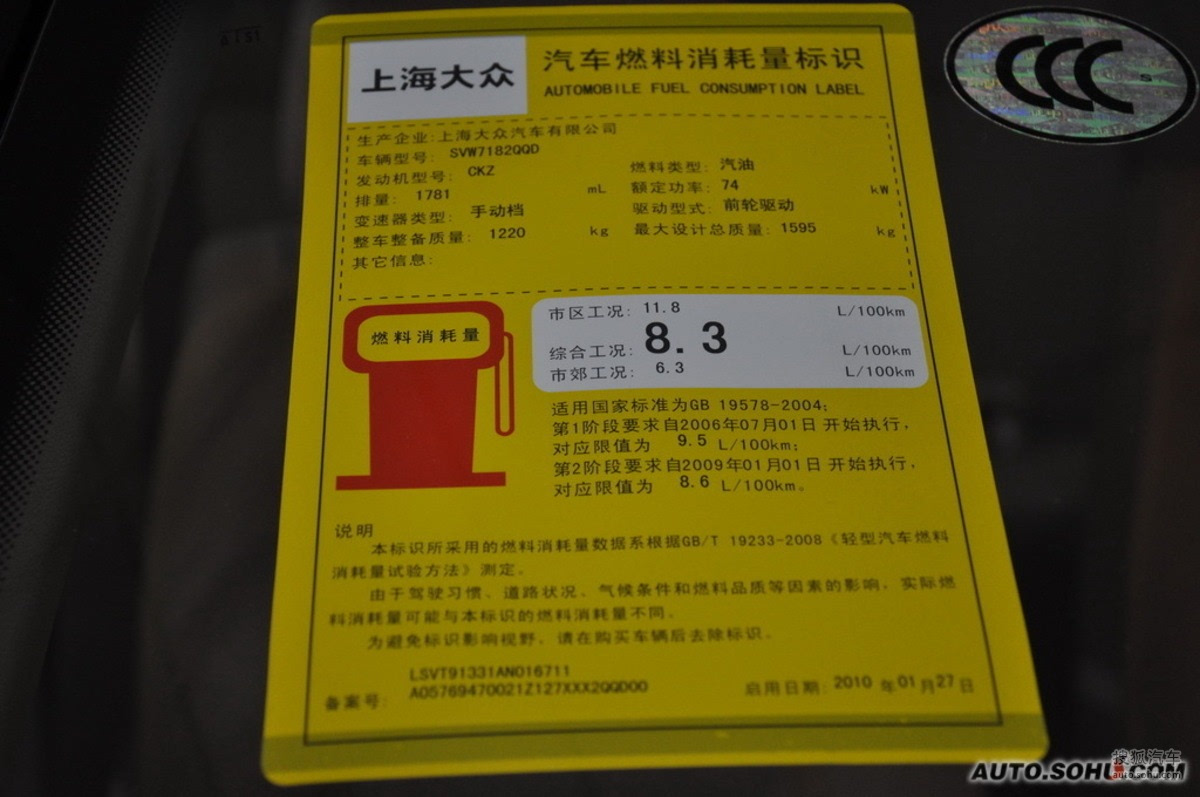 上海大众
汽车燃料消耗量标识
AUTOMOBILE FUEL CONSUMPTION LABEL
CCC
S
生产企业:上海大众汽车有限公司
车辆型号: SVW7182QQD
发动机型号: CKZ 燃料类型: 汽油
排量: 1781 mL 额定功率: 74 kW
变速器类型: 手动档 驱动型式: 前轮驱动
整车整备质量: 1220 kg 最大设计总质量: 1595 kg
其它信息:
燃料消耗量
市区工况: 11.8 L/100km
综合工况: 8.3 L/100km
市郊工况: 6.3 L/100km
适用国家标准为GB 19578-2004;
第1阶段要求自2006年07月01日 开始执行,
对应限值为 9.5 L/100km;
第2阶段要求自2009年01月01日 开始执行,
对应限值为 8.6 L/100km。
说明
本标识所采用的燃料消耗量数据系根据GB/T 19233-2008《轻型汽车燃料
消耗量试验方法》测定。
由于驾驶习惯、道路状况、气候条件和燃料品质等因素的影响，实际燃
料消耗量可能与本标识的燃料消耗量不同。
为避免标识影响视野，请在购买车辆后去除标识。
LSVT91331AN016711
备案号: A05769470021Z127XXX2QQD00 启用日期: 2010 年01月27日
搜狐汽车
auto.sohu.com
AUTO.SOHU.COM